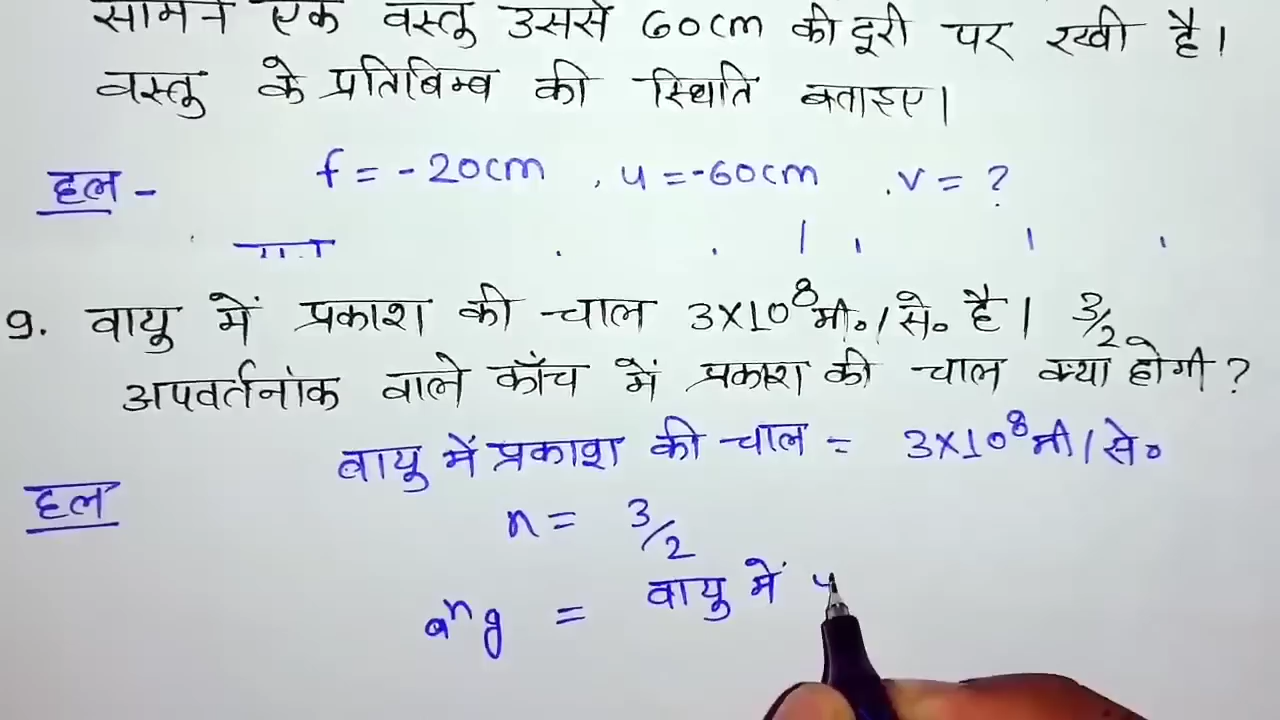 सामने एक वस्तु उससे 60cm की दूरी पर रखी है।
वस्तु के प्रतिबिम्ब की स्थिति बताइए।
हल - f = - 20cm , u = -60cm , v = ?
9. वायु में प्रकाश की चाल 3×10⁸ मी०/से० है। 3/2
अपवर्तनांक वाले काँच में प्रकाश की चाल क्या होगी ?
वायु में प्रकाश की चाल = 3×10⁸ मी/से०
हल
n = 3/2
ₐng = वायु में